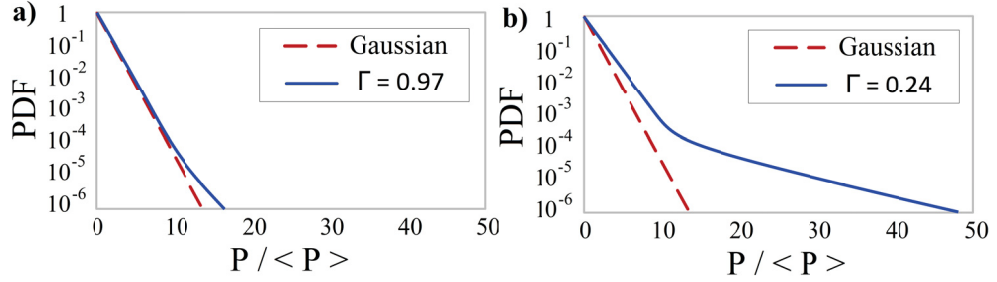 a)
1
10⁻¹
10⁻²
10⁻³
10⁻⁴
10⁻⁵
10⁻⁶
PDF
Gaussian
Γ = 0.97
0 10 20 30 40 50
P / < P >
b)
1
10⁻¹
10⁻²
10⁻³
10⁻⁴
10⁻⁵
10⁻⁶
PDF
Gaussian
Γ = 0.24
0 10 20 30 40 50
P / < P >